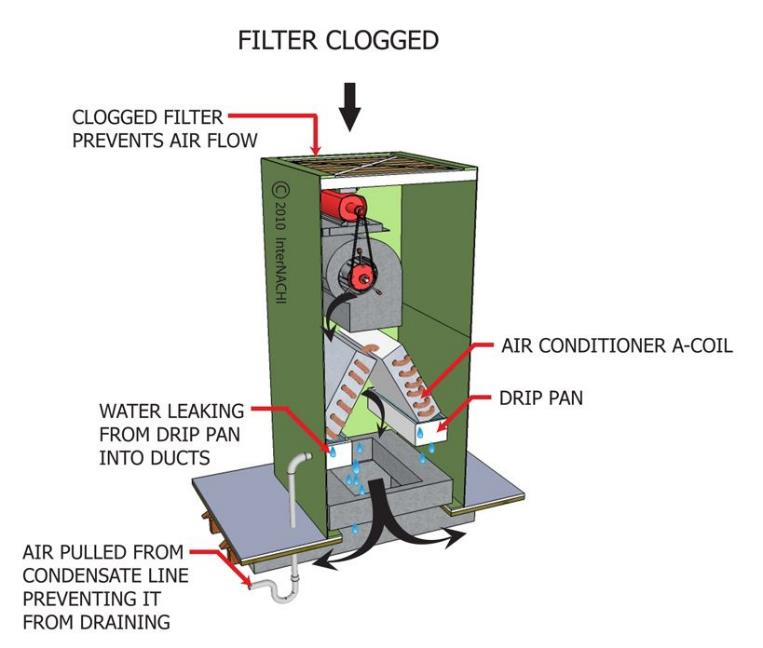 FILTER CLOGGED
CLOGGED FILTER
PREVENTS AIR FLOW
© 2010 InterNACHI
AIR CONDITIONER A-COIL
DRIP PAN
WATER LEAKING
FROM DRIP PAN
INTO DUCTS
AIR PULLED FROM
CONDENSATE LINE
PREVENTING IT
FROM DRAINING